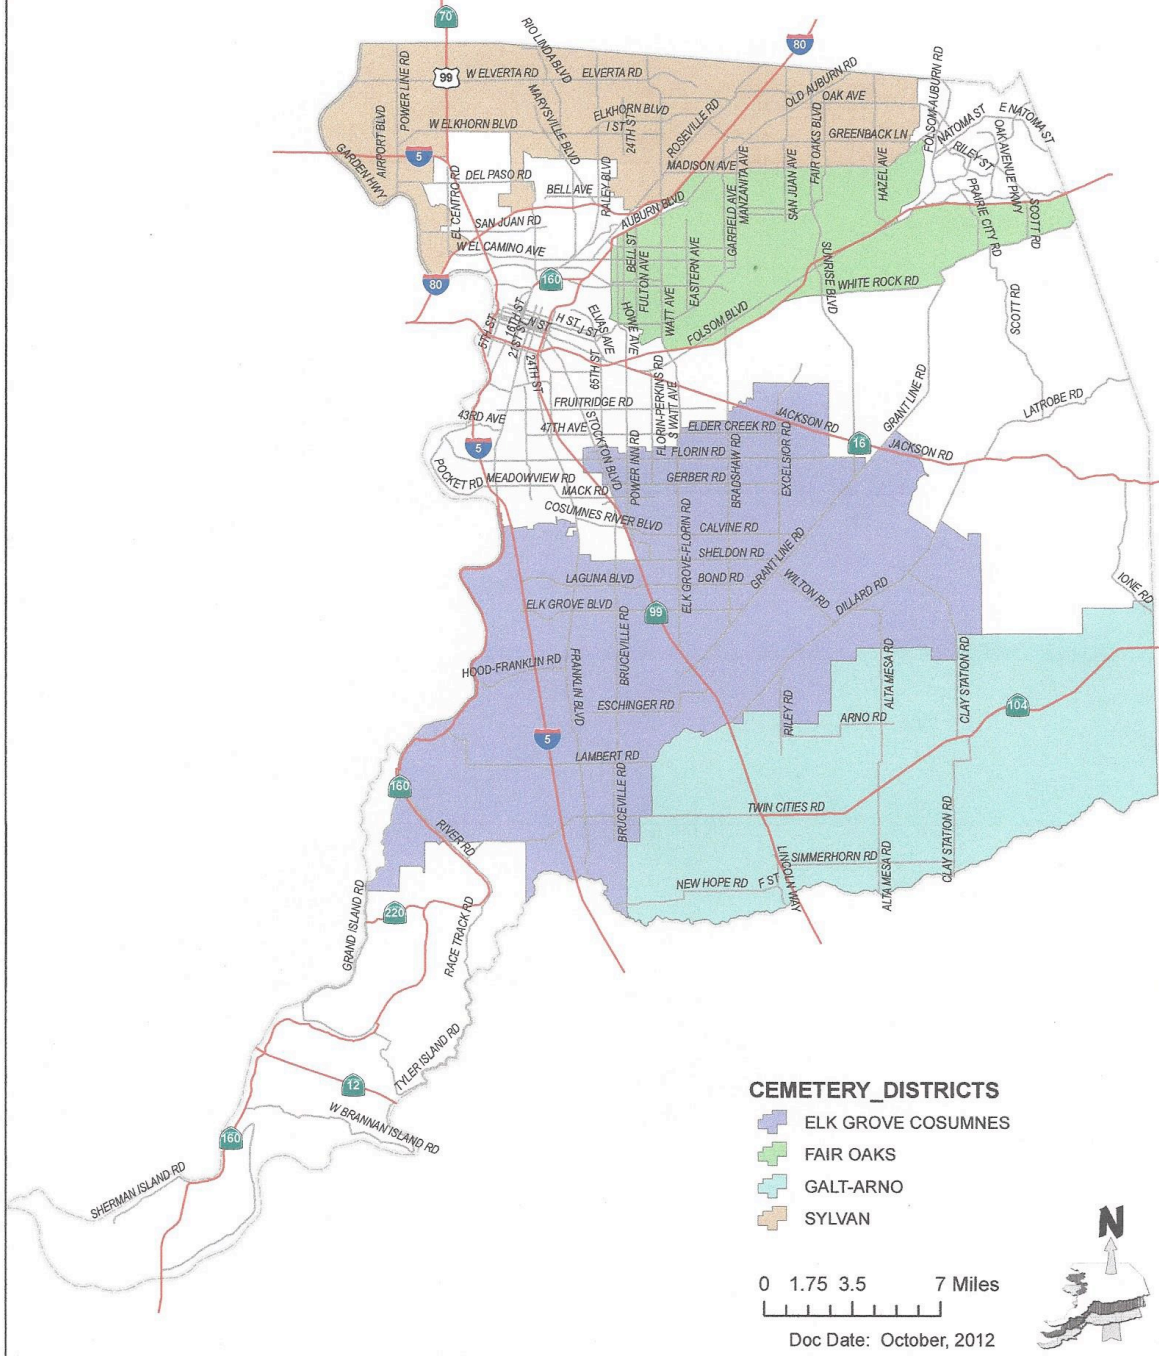 70
80
99
RIO LINDA BLVD
POWER LINE RD
W ELVERTA RD
ELVERTA RD
FOLSOM-AUBURN RD
OLD AUBURN RD
MARYSVILLE BLVD
OAK AVE
AIRPORT BLVD
ELKHORN BLVD
I ST
24TH ST
ROSEVILLE RD
FAIR OAKS BLVD
W ELKHORN BLVD
GREENBACK LN
NATOMA ST
E NATOMA ST
OAK AVENUE PKWY
RILEY ST
GARDEN HWY
5
MADISON AVE
DEL PASO RD
EL CENTRO RD
BELL AVE
RALEY BLVD
MANZANITA AVE
SAN JUAN AVE
HAZEL AVE
PRAIRIE CITY RD
SCOTT RD
SAN JUAN RD
AUBURN BLVD
GARFIELD AVE
W EL CAMINO AVE
BELL ST
FULTON AVE
EASTERN AVE
SUNRISE BLVD
80
160
WHITE ROCK RD
SCOTT RD
HOWE AVE
WATT AVE
16TH ST
5TH ST
21ST ST
N ST
H ST
J ST
ELVAS AVE
FOLSOM BLVD
24TH ST
65TH ST
FLORIN-PERKINS RD
S WATT AVE
GRANT LINE RD
FRUITRIDGE RD
LATROBE RD
43RD AVE
STOCKTON BLVD
JACKSON RD
47TH AVE
ELDER CREEK RD
5
16
JACKSON RD
POWER INN RD
FLORIN RD
BRADSHAW RD
EXCELSIOR RD
POCKET RD
MEADOWVIEW RD
GERBER RD
MACK RD
COSUMNES RIVER BLVD
ELK GROVE-FLORIN RD
CALVINE RD
SHELDON RD
GRANT LINE RD
LAGUNA BLVD
BOND RD
WILTON RD
DILLARD RD
IONE RD
ELK GROVE BLVD
99
BRUCEVILLE RD
HOOD-FRANKLIN RD
FRANKLIN BLVD
ALTA MESA RD
CLAY STATION RD
ESCHINGER RD
RILEY RD
ARNO RD
104
5
LAMBERT RD
160
BRUCEVILLE RD
TWIN CITIES RD
RIVER RD
SIMMERHORN RD
CLAY STATION RD
ALTA MESA RD
LINCOLN WAY
NEW HOPE RD
F ST
GRAND ISLAND RD
220
RACE TRACK RD
TYLER ISLAND RD
12
W BRANNAN ISLAND RD
160
SHERMAN ISLAND RD
CEMETERY_DISTRICTS
ELK GROVE COSUMNES
FAIR OAKS
GALT-ARNO
SYLVAN
N
0 1.75 3.5 7 Miles
Doc Date: October, 2012